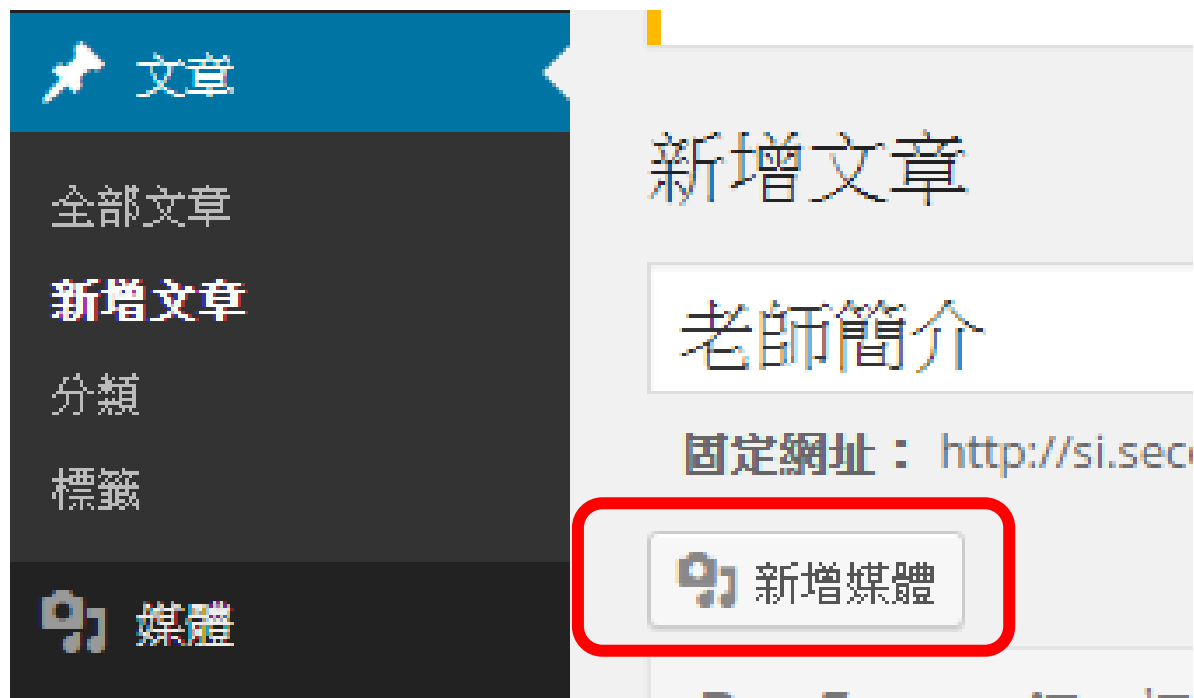 文章
全部文章
新增文章
分類
標籤
媒體
新增文章
老師簡介
固定網址： http://si.sec
新增媒體